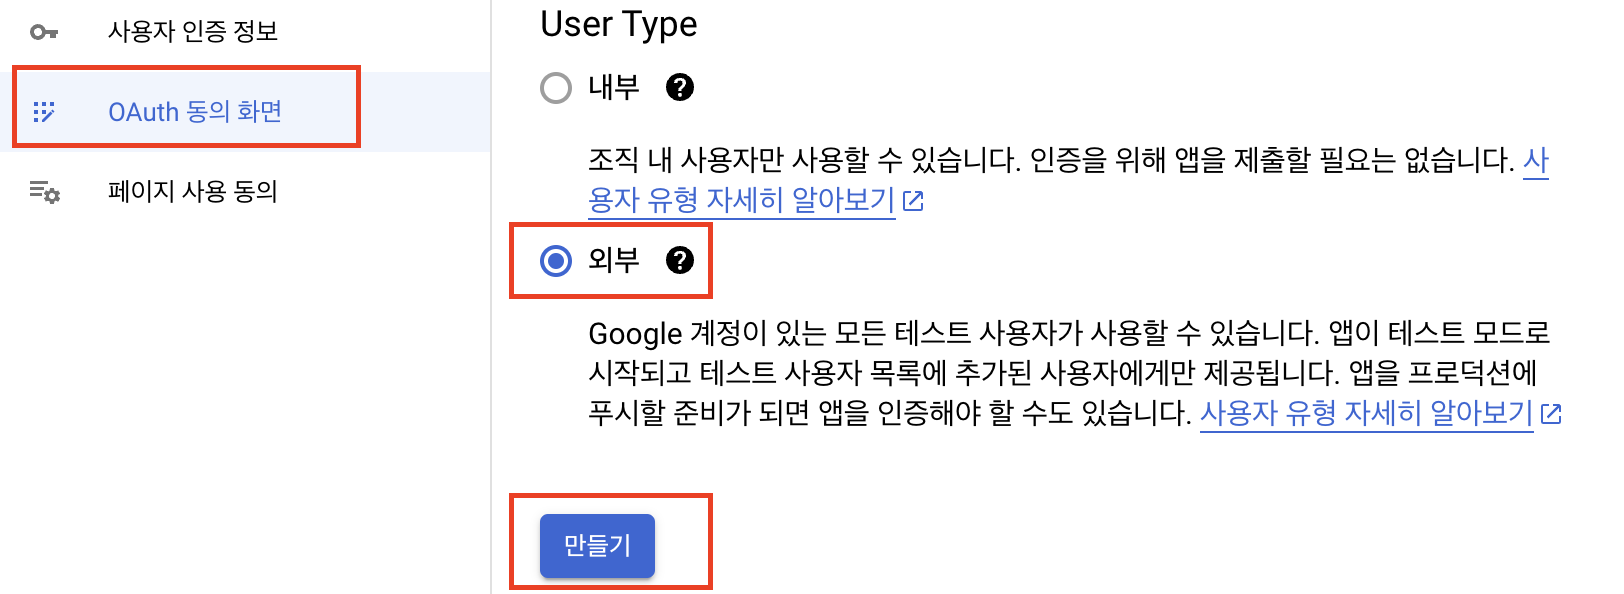 사용자 인증 정보
OAuth 동의 화면
페이지 사용 동의
User Type
내부
조직 내 사용자만 사용할 수 있습니다. 인증을 위해 앱을 제출할 필요는 없습니다. 사
용자 유형 자세히 알아보기
외부
Google 계정이 있는 모든 테스트 사용자가 사용할 수 있습니다. 앱이 테스트 모드로
시작되고 테스트 사용자 목록에 추가된 사용자에게만 제공됩니다. 앱을 프로덕션에
푸시할 준비가 되면 앱을 인증해야 할 수도 있습니다. 사용자 유형 자세히 알아보기
만들기